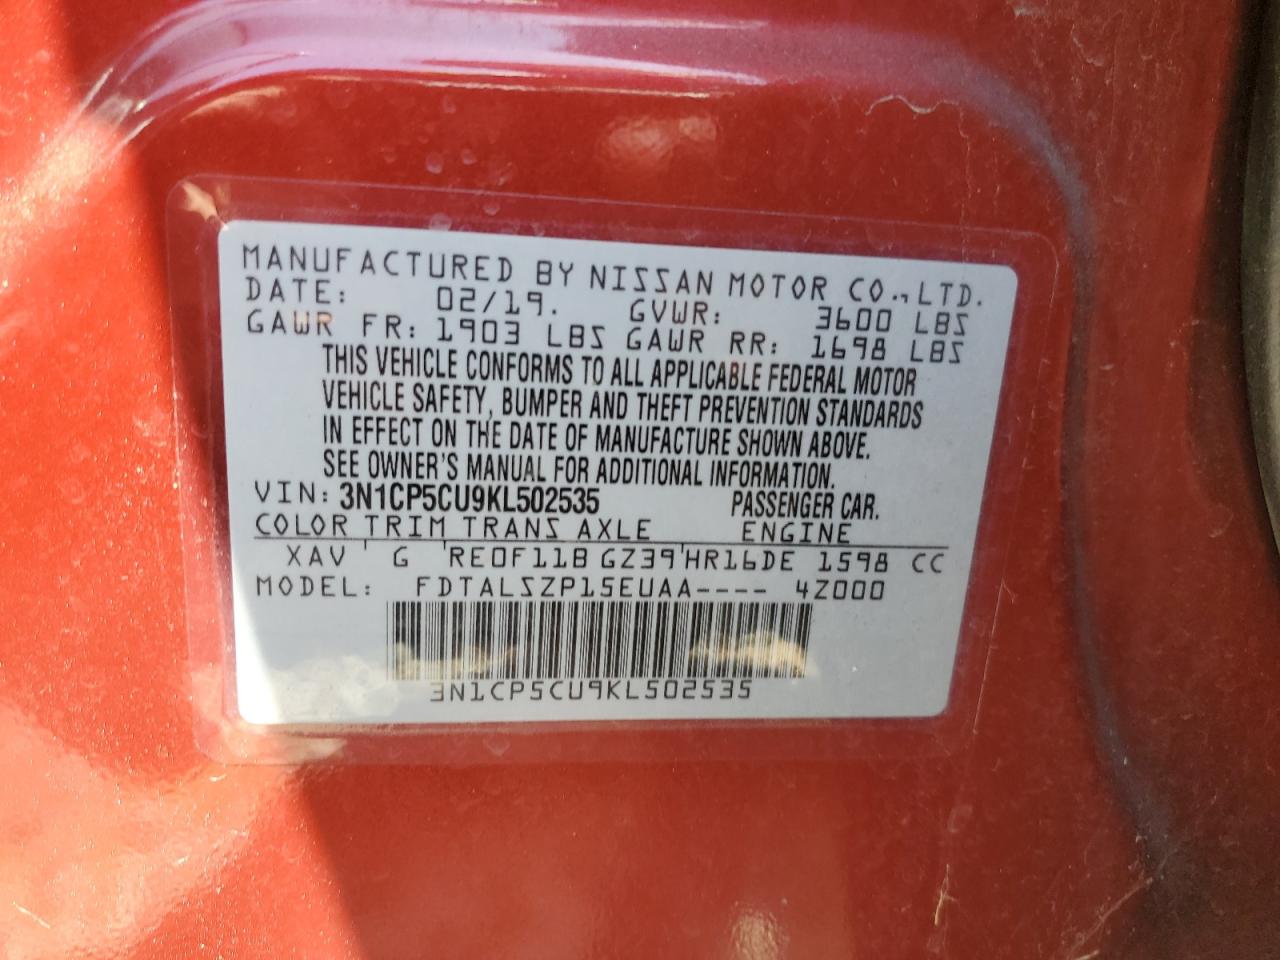 MANUFACTURED BY NISSAN MOTOR CO.,LTD.
DATE: 02/19. GVWR: 3600 LBS
GAWR FR: 1903 LBS GAWR RR: 1698 LBS
THIS VEHICLE CONFORMS TO ALL APPLICABLE FEDERAL MOTOR
VEHICLE SAFETY, BUMPER AND THEFT PREVENTION STANDARDS
IN EFFECT ON THE DATE OF MANUFACTURE SHOWN ABOVE.
SEE OWNER'S MANUAL FOR ADDITIONAL INFORMATION.
VIN: 3N1CP5CU9KL502535 PASSENGER CAR.
COLOR TRIM TRANS AXLE ENGINE
XAV ' G 'RE0F11B GZ39'HR16DE 1598 CC
MODEL: FDTALSZP15EUAA---- 4Z000
3N1CP5CU9KL502535